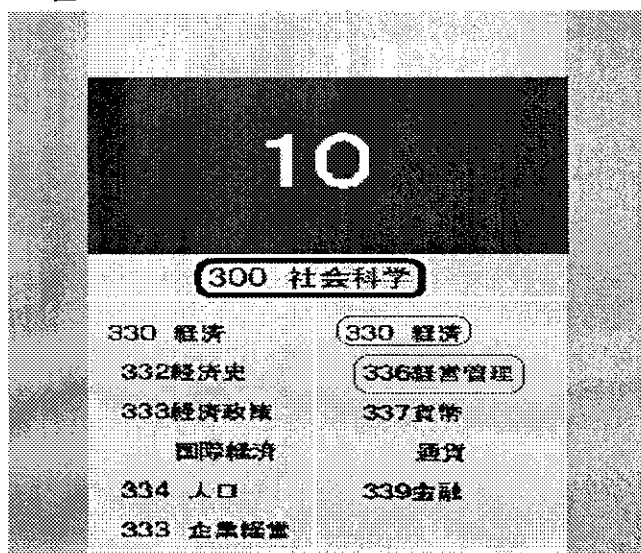 10
300 社会科学
330 経済
332経済史
333経済政策
国際経済
334 人口
333 企業経営
330 経済
336経営管理
337貨幣
通貨
339金融